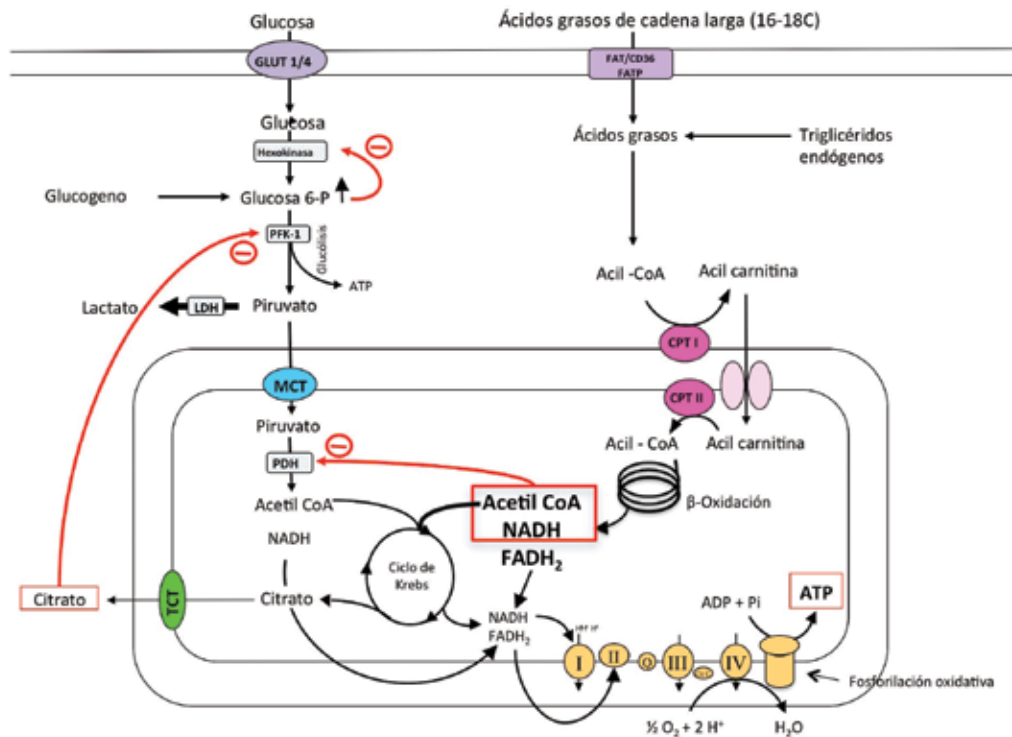 Glucosa
Ácidos grasos de cadena larga (16-18C)
GLUT 1/4
FAT/CD36
FATP
Glucosa
Ácidos grasos
Triglicéridos
endógenos
Hexokinasa
Glucogeno
Glucosa 6-P
PFK-1
Glucólisis
ATP
Acil -CoA
Acil carnitina
Lactato
LDH
Piruvato
CPT I
MCT
CPT II
Piruvato
Acil - CoA
Acil carnitina
PDH
Acetil CoA
Acetil CoA
NADH
FADH₂
β-Oxidación
NADH
Ciclo de
Krebs
Citrato
TCT
Citrato
NADH
FADH₂
ADP + Pi
ATP
I
II
Q
III
IV
Fosforilación oxidativa
½ O₂ + 2 H⁺
H₂O